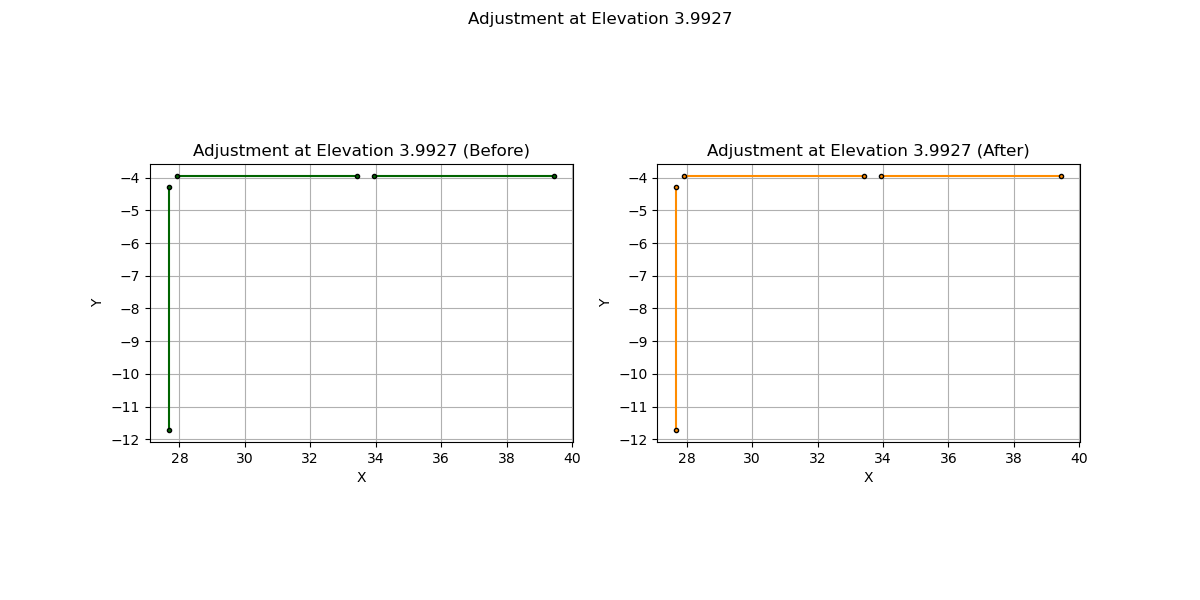 Adjustment at Elevation 3.9927
Adjustment at Elevation 3.9927 (Before)
−4
−5
−6
−7
−8
−9
−10
−11
−12
Y
28 30 32 34 36 38 40
X
Adjustment at Elevation 3.9927 (After)
−4
−5
−6
−7
−8
−9
−10
−11
−12
Y
28 30 32 34 36 38 40
X